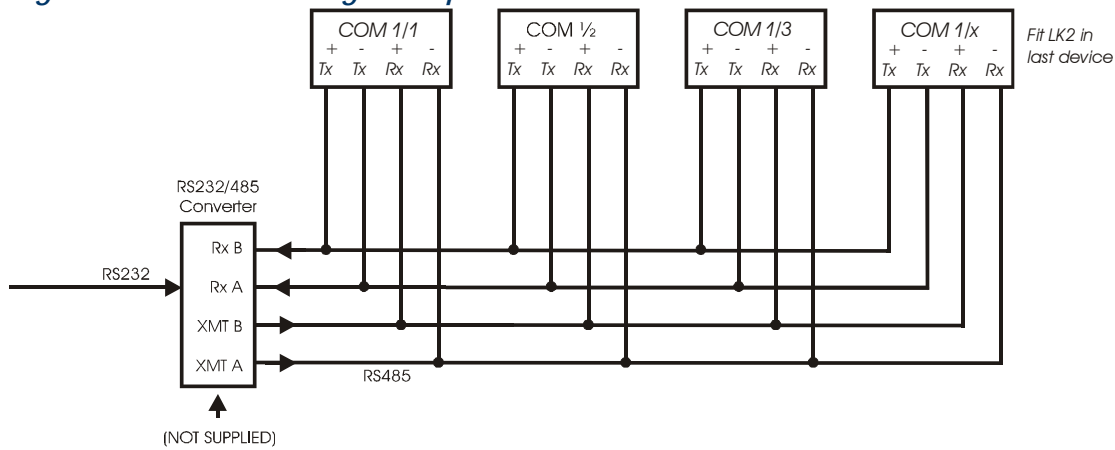 COM 1/1
+ - + -
Tx Tx Rx Rx
COM ½
+ - + -
Tx Tx Rx Rx
COM 1/3
+ - + -
Tx Tx Rx Rx
COM 1/x
+ - + -
Tx Tx Rx Rx
Fit LK2 in
last device
RS232/485
Converter
Rx B
RS232
Rx A
XMT B
XMT A
RS485
(NOT SUPPLIED)